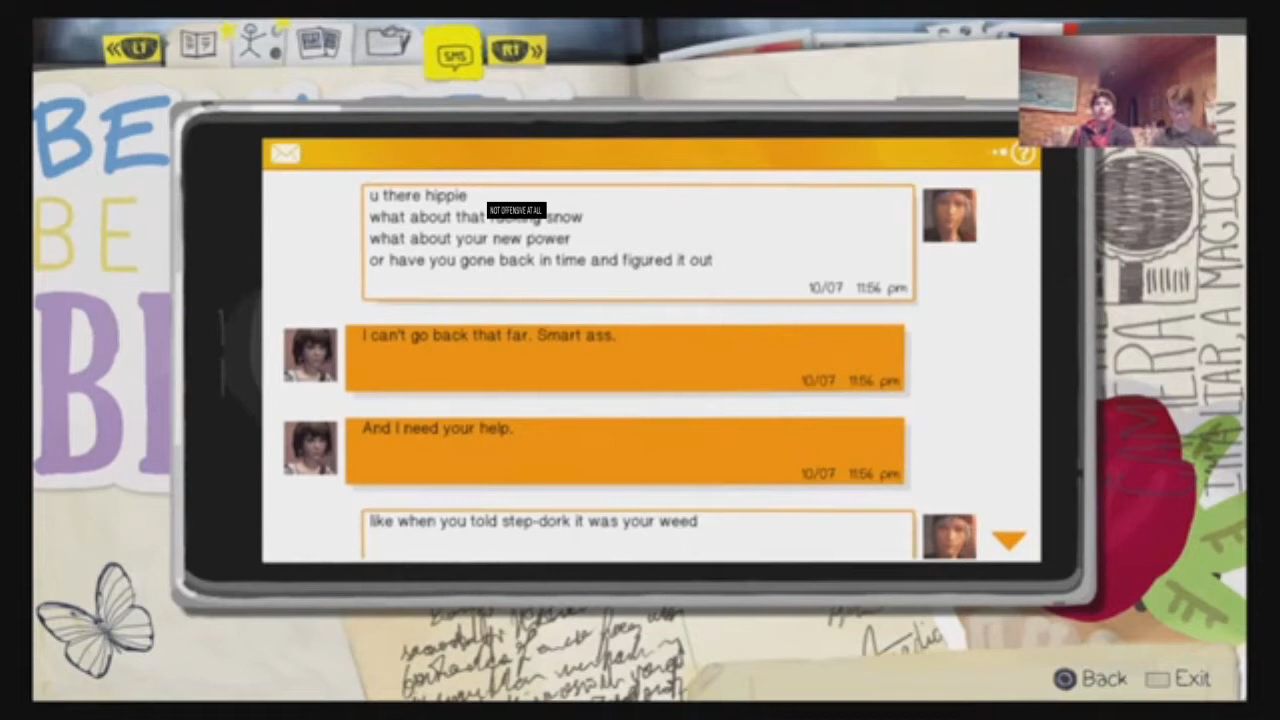 LT
SMS
RT
BE
BE
u there hippie
NOT OFFENSIVE AT ALL
what about that fucking snow
what about your new power
or have you gone back in time and figured it out
10/07 11:56 pm
I can't go back that far. Smart ass.
10/07 11:56 pm
And I need your help.
10/07 11:56 pm
like when you told step-dork it was your weed
CAMERA
I'M A LIAR, A MAGICIAN
Back
Exit